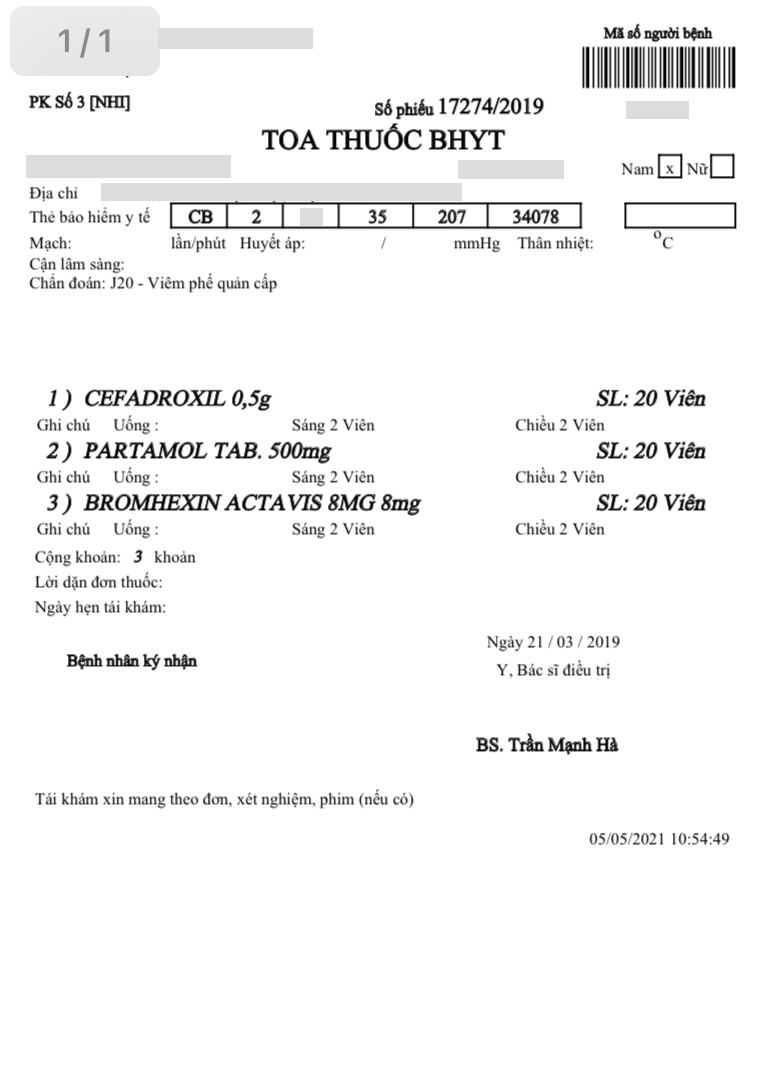 1/1
Mã số người bệnh
PK Số 3 [NHI]
Số phiếu 17274/2019
TOA THUỐC BHYT
Nam x Nữ
Địa chỉ
Thẻ bảo hiểm y tế CB 2 35 207 34078
Mạch: lần/phút Huyết áp: / mmHg Thân nhiệt: °C
Cận lâm sàng:
Chẩn đoán: J20 - Viêm phế quản cấp
1 ) CEFADROXIL 0,5g SL: 20 Viên
Ghi chú Uống : Sáng 2 Viên Chiều 2 Viên
2 ) PARTAMOL TAB. 500mg SL: 20 Viên
Ghi chú Uống : Sáng 2 Viên Chiều 2 Viên
3 ) BROMHEXIN ACTAVIS 8MG 8mg SL: 20 Viên
Ghi chú Uống : Sáng 2 Viên Chiều 2 Viên
Cộng khoản: 3 khoản
Lời dặn đơn thuốc:
Ngày hẹn tái khám:
Ngày 21 / 03 / 2019
Bệnh nhân ký nhận
Y, Bác sĩ điều trị
BS. Trần Mạnh Hà
Tái khám xin mang theo đơn, xét nghiệm, phim (nếu có)
05/05/2021 10:54:49